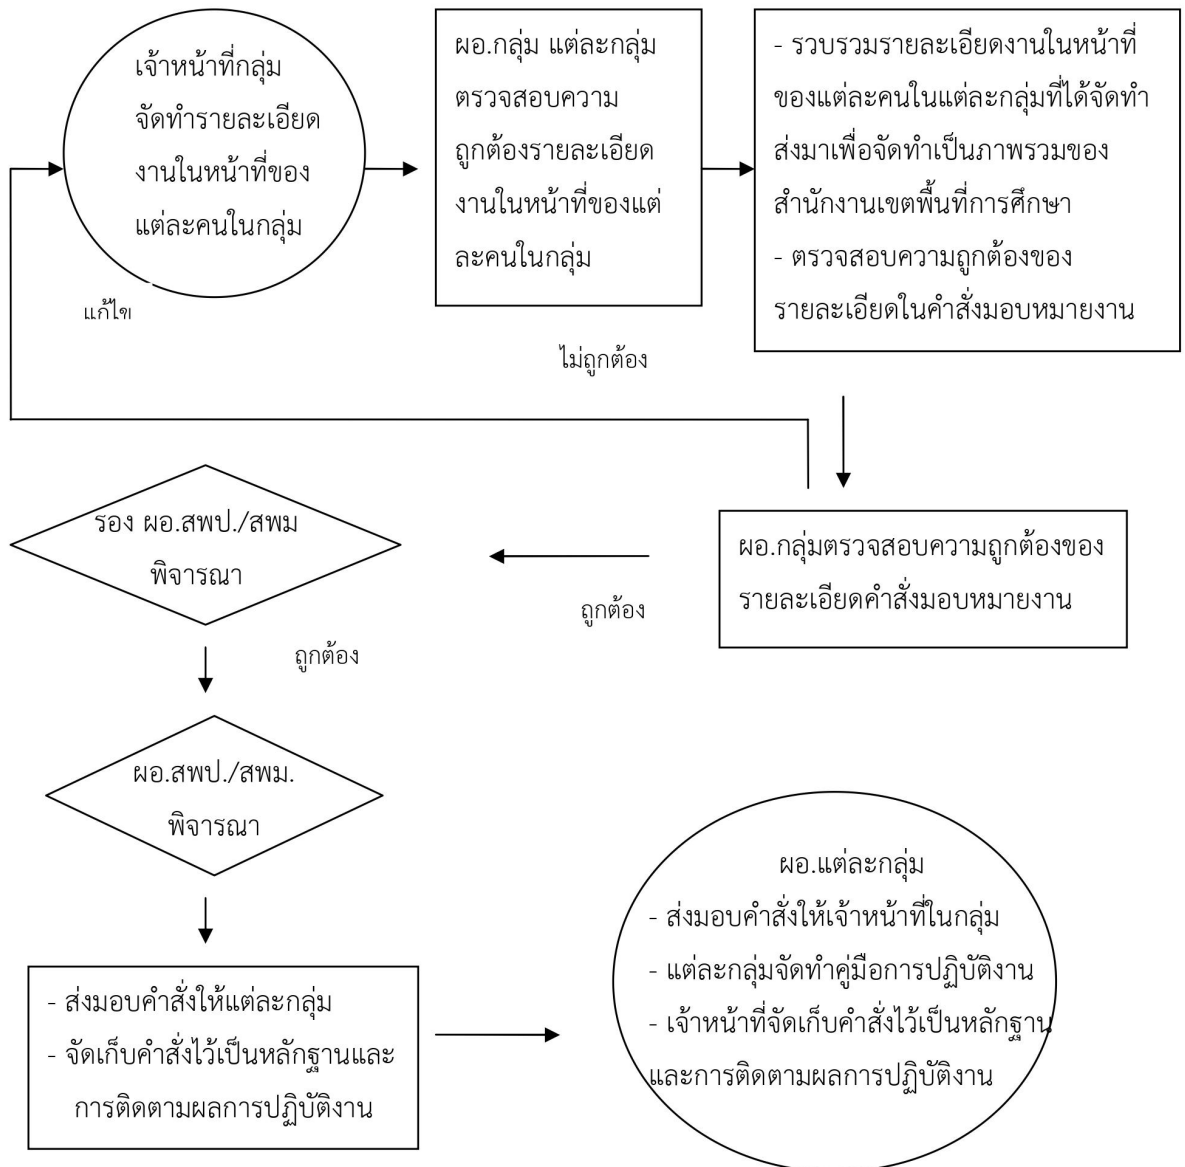 เจ้าหน้าที่กลุ่ม
จัดทำรายละเอียด
งานในหน้าที่ของ
แต่ละคนในกลุ่ม
ผอ.กลุ่ม แต่ละกลุ่ม
ตรวจสอบความ
ถูกต้องรายละเอียด
งานในหน้าที่ของแต่
ละคนในกลุ่ม
- รวบรวมรายละเอียดงานในหน้าที่
ของแต่ละคนในแต่ละกลุ่มที่ได้จัดทำ
ส่งมาเพื่อจัดทำเป็นภาพรวมของ
สำนักงานเขตพื้นที่การศึกษา
- ตรวจสอบความถูกต้องของ
รายละเอียดในคำสั่งมอบหมายงาน
แก้ไข
ไม่ถูกต้อง
รอง ผอ.สพป./สพม
พิจารณา
ถูกต้อง
ผอ.กลุ่มตรวจสอบความถูกต้องของ
รายละเอียดคำสั่งมอบหมายงาน
ถูกต้อง
ผอ.สพป./สพม.
พิจารณา
- ส่งมอบคำสั่งให้แต่ละกลุ่ม
- จัดเก็บคำสั่งไว้เป็นหลักฐานและ
การติดตามผลการปฏิบัติงาน
ผอ.แต่ละกลุ่ม
- ส่งมอบคำสั่งให้เจ้าหน้าที่ในกลุ่ม
- แต่ละกลุ่มจัดทำคู่มือการปฏิบัติงาน
- เจ้าหน้าที่จัดเก็บคำสั่งไว้เป็นหลักฐาน
และการติดตามผลการปฏิบัติงาน